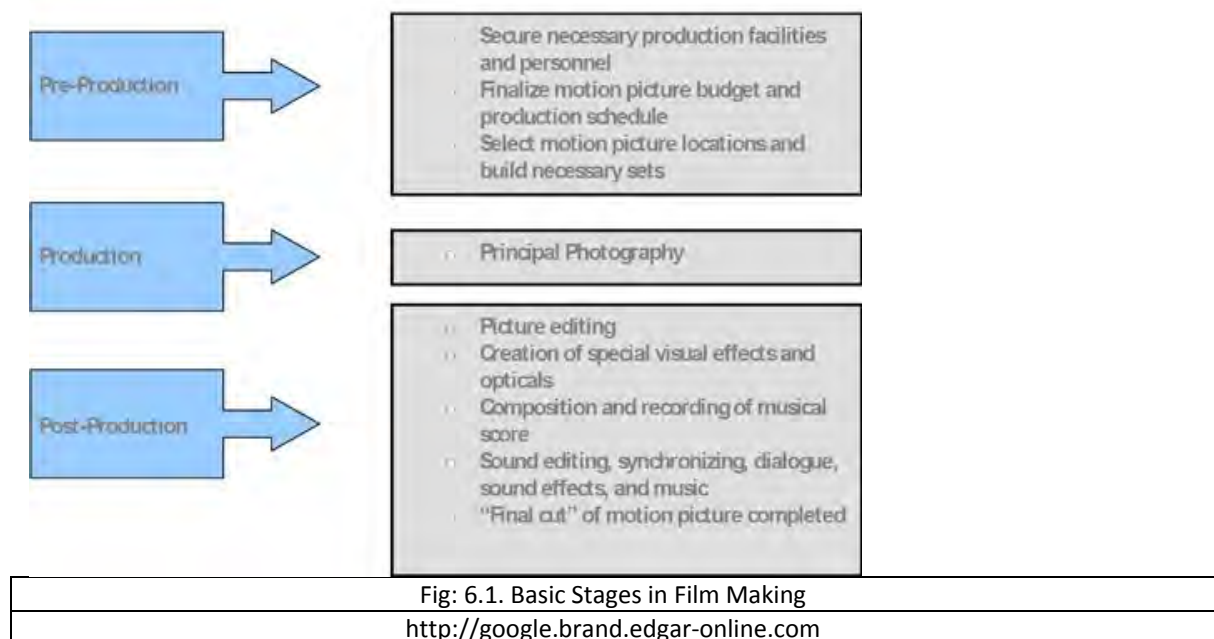 Pre-Production
Secure necessary production facilities
and personnel
Finalize motion picture budget and
production schedule
Select motion picture locations and
build necessary sets
Production
Principal Photography
Post-Production
Picture editing
Creation of special visual effects and
opticals
Composition and recording of musical
score
Sound editing, synchronizing, dialogue,
sound effects, and music
“Final cut” of motion picture completed
Fig: 6.1. Basic Stages in Film Making
http://google.brand.edgar-online.com